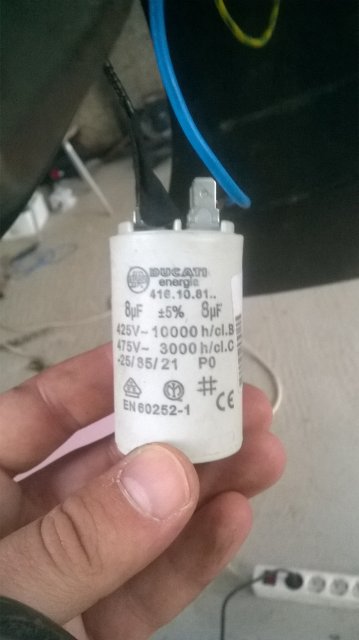 DUCATI
energia
416.10.81..
8µF ±5% 8µF
425V~ 10000 h/cl.B
475V~ 3000 h/cl.C
-25/85/21 P0
EN 60252-1 CE